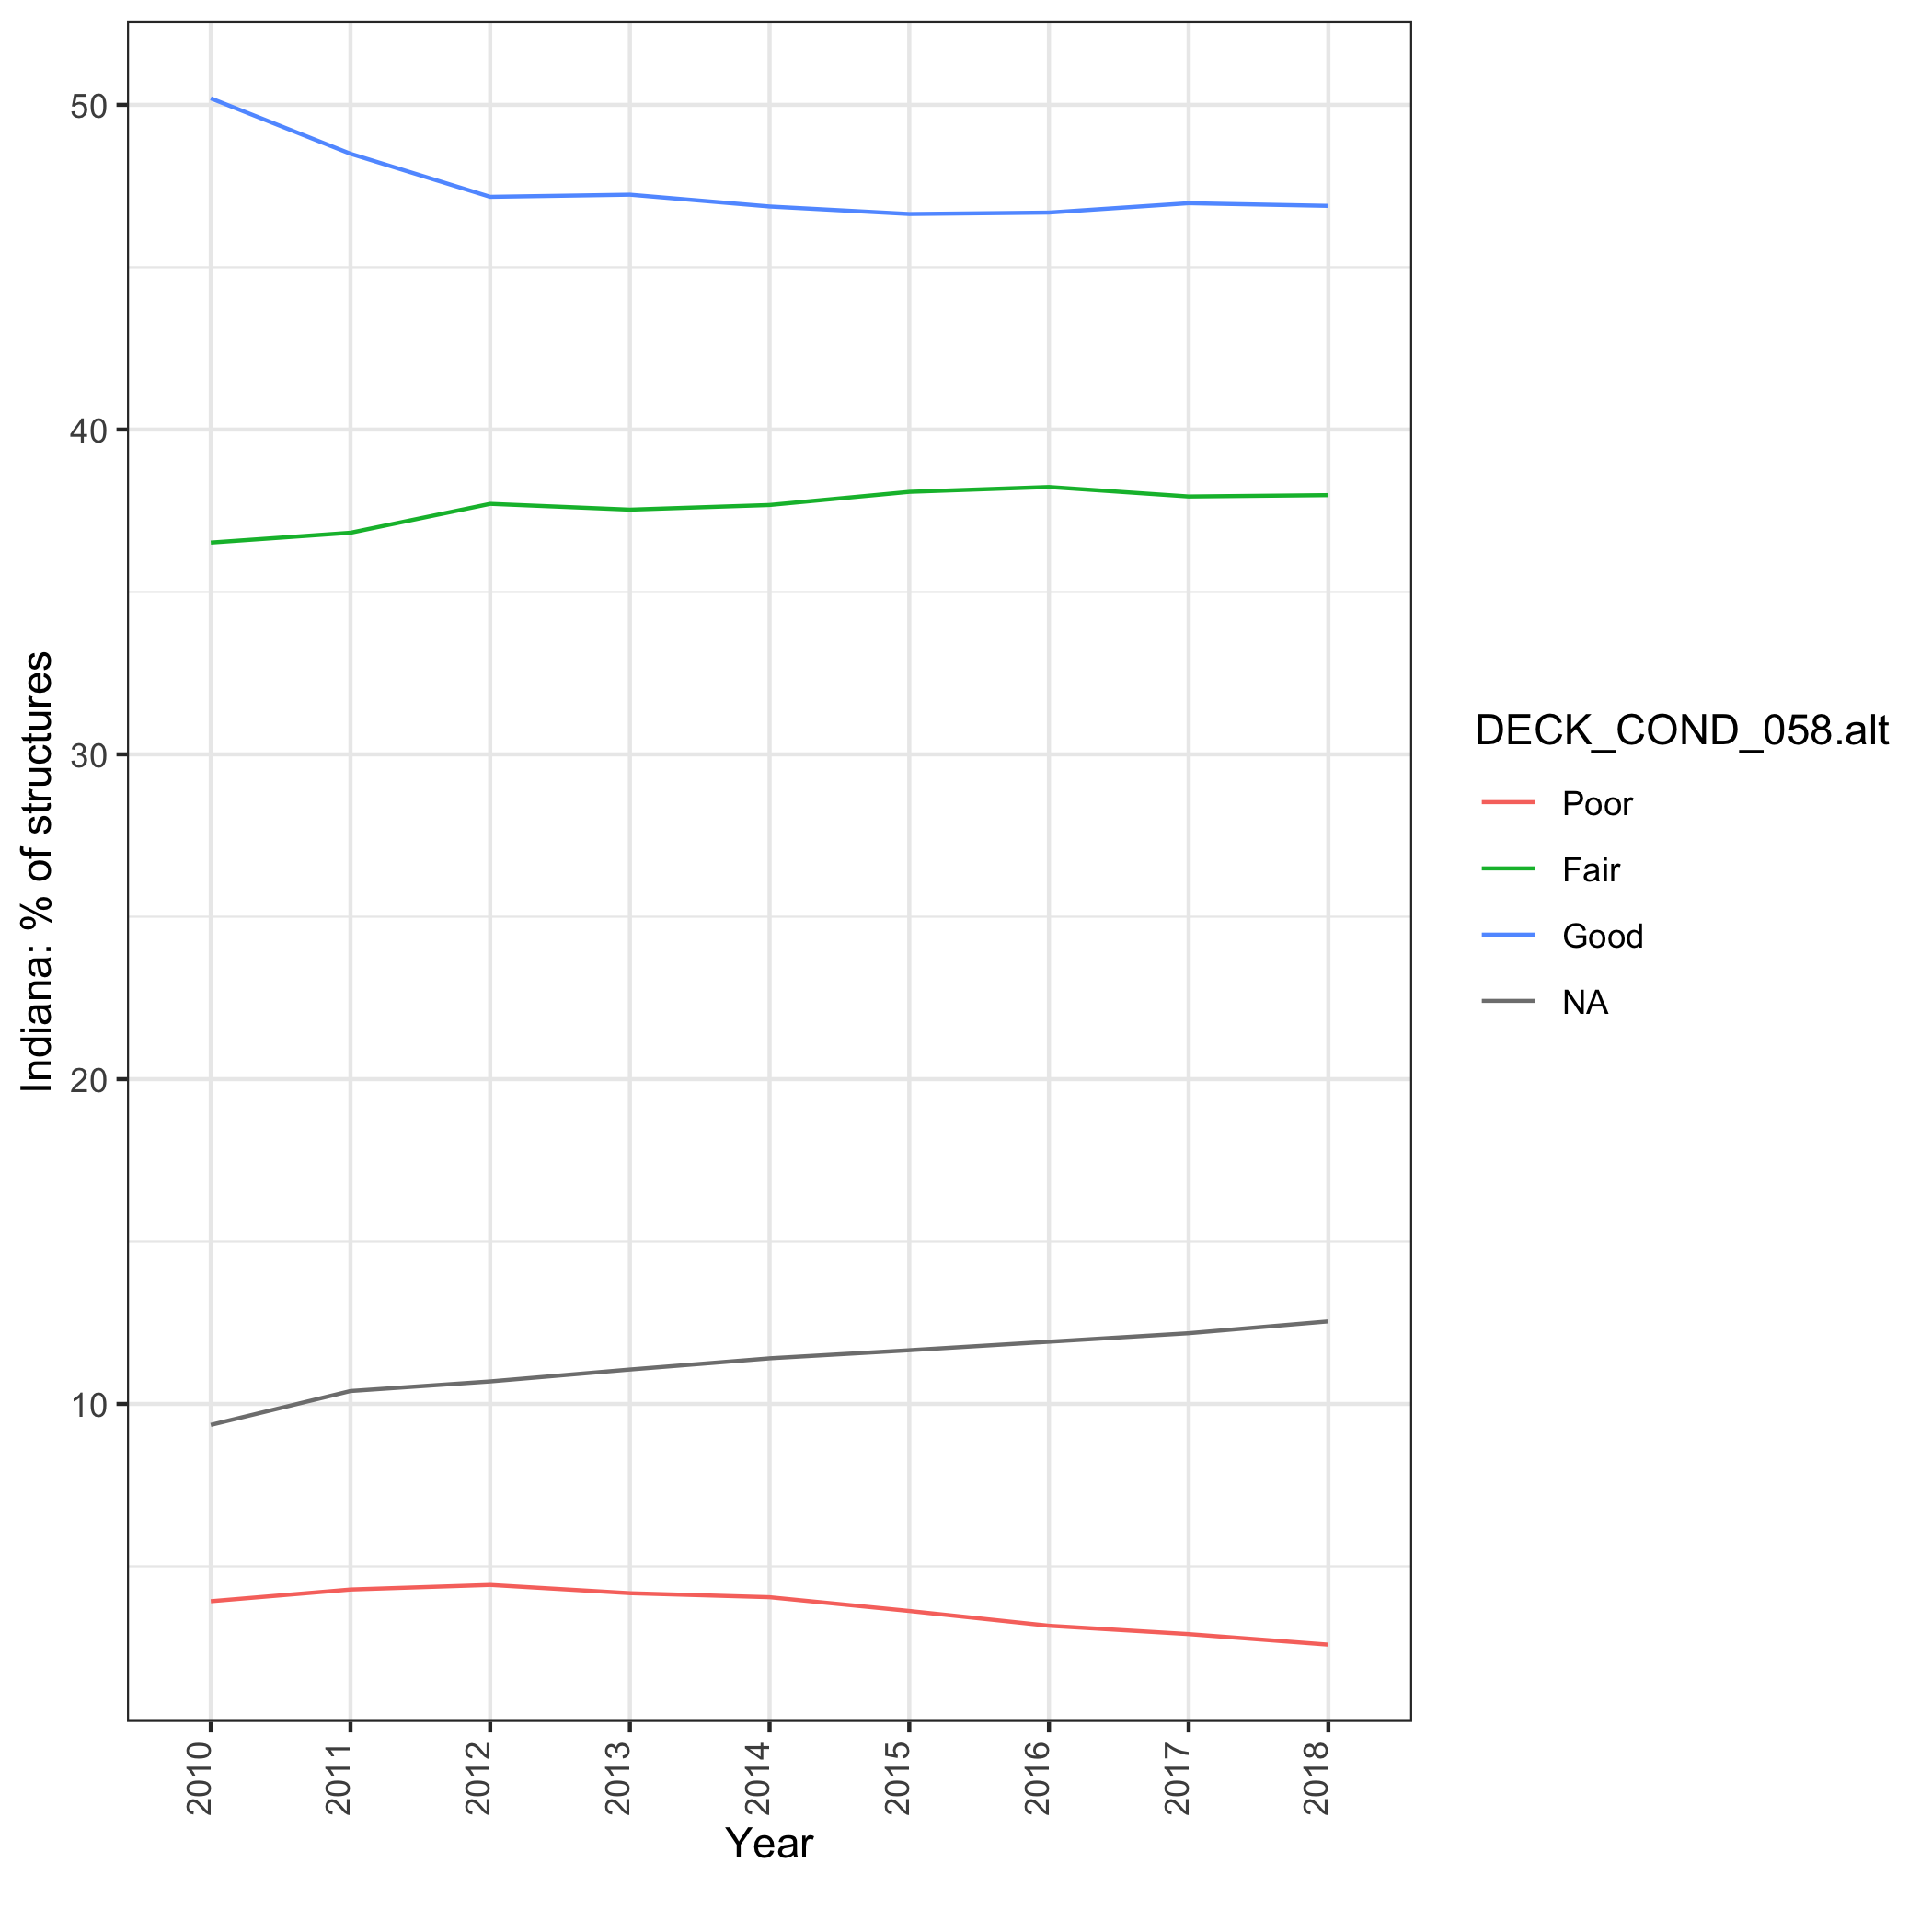 50
40
30
20
10
Indiana: % of structures
2010
2011
2012
2013
2014
2015
2016
2017
2018
Year
DECK_COND_058.alt
Poor
Fair
Good
NA